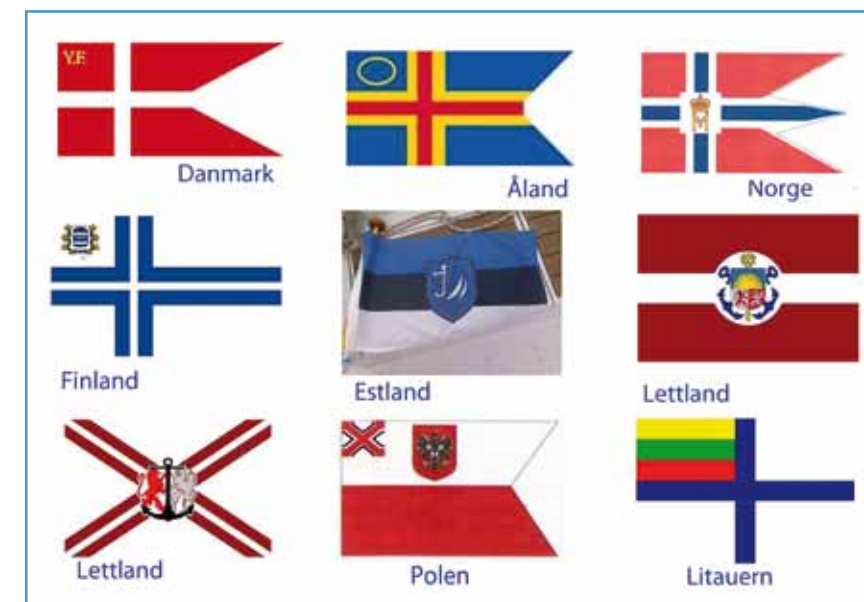 Y.F.
Danmark
Åland
Norge
Finland
Estland
Lettland
Lettland
Polen
Litauern